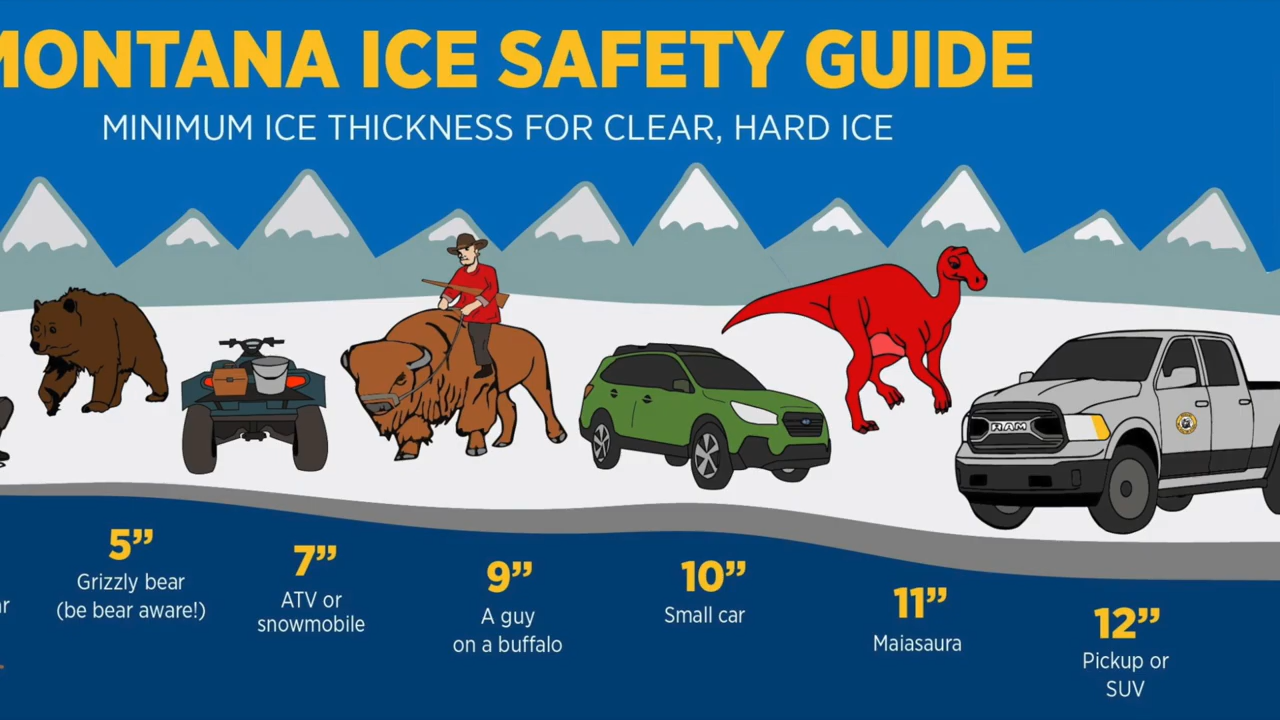 MONTANA ICE SAFETY GUIDE
MINIMUM ICE THICKNESS FOR CLEAR, HARD ICE
RAM
5”
Grizzly bear
(be bear aware!)
7”
ATV or
snowmobile
9”
A guy
on a buffalo
10”
Small car
11”
Maiasaura
12”
Pickup or
SUV